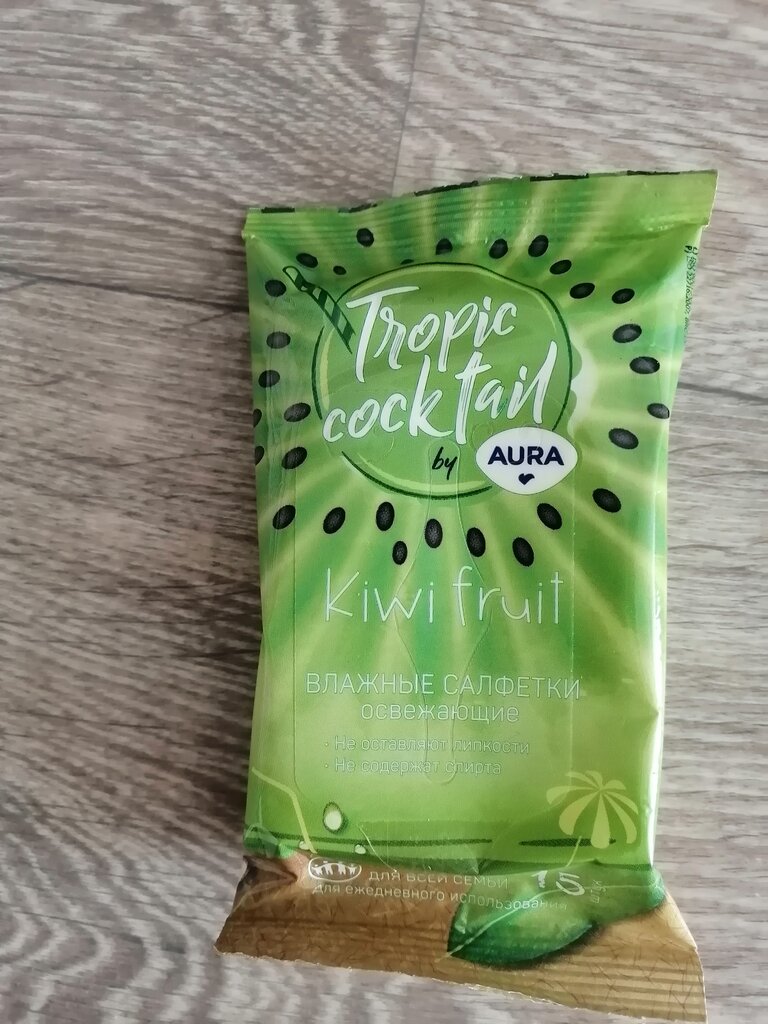 Tropic
cocktail
by AURA
Kiwi fruit
ВЛАЖНЫЕ САЛФЕТКИ
освежающие
· Не оставляют липкости
· Не содержат спирта
ДЛЯ ВСЕЙ СЕМЬИ
для ежедневного использования
15 штук